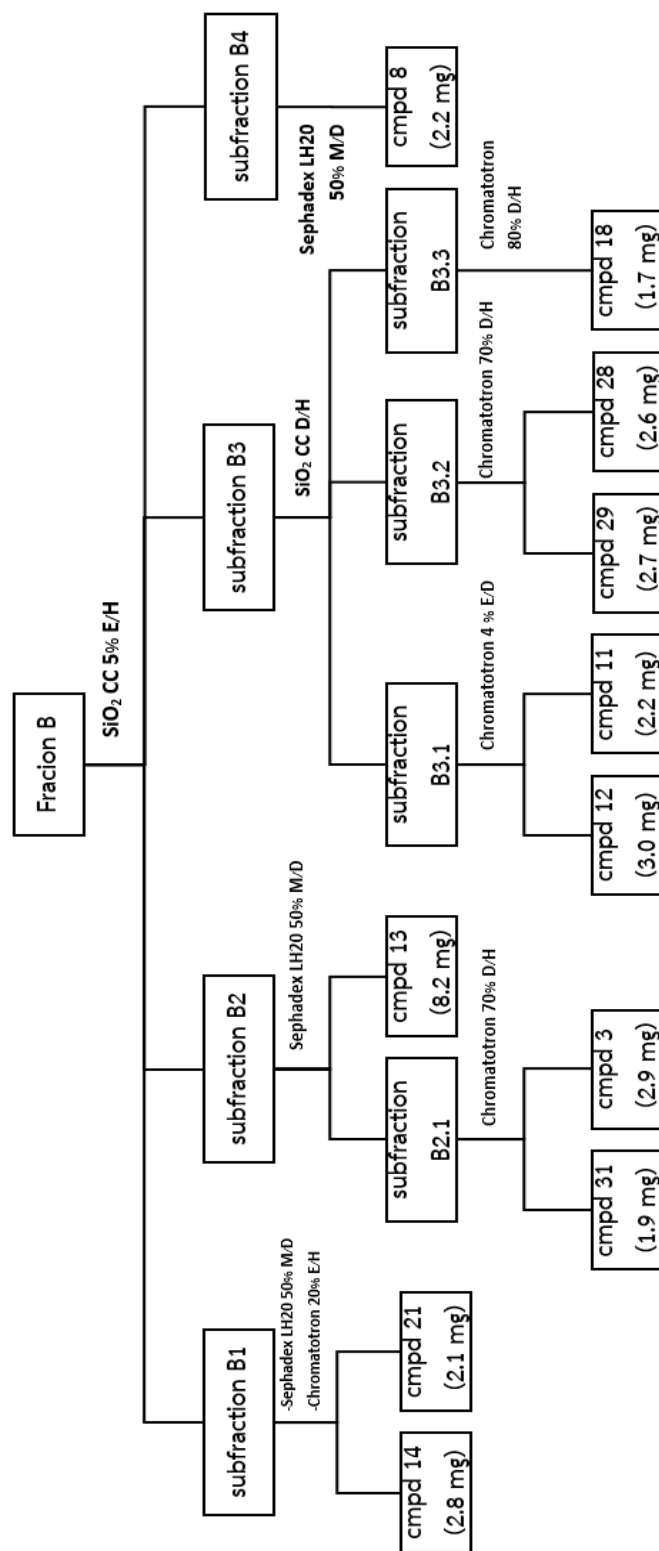 Fracion B
SiO₂ CC 5% E/H
subfraction B1
subfraction B2
subfraction B3
subfraction B4
-Sephadex LH20 50% M/D
-Chromatotron 20% E/H
Sephadex LH20 50% M/D
SiO₂ CC D/H
Sephadex LH20
50% M/D
cmpd 14
(2.8 mg)
cmpd 21
(2.1 mg)
subfraction
B2.1
cmpd 13
(8.2 mg)
subfraction
B3.1
subfraction
B3.2
subfraction
B3.3
cmpd 8
(2.2 mg)
Chromatotron 70% D/H
Chromatotron 4 % E/D
Chromatotron 70% D/H
Chromatotron
80% D/H
cmpd 31
(1.9 mg)
cmpd 3
(2.9 mg)
cmpd 12
(3.0 mg)
cmpd 11
(2.2 mg)
cmpd 29
(2.7 mg)
cmpd 28
(2.6 mg)
cmpd 18
(1.7 mg)